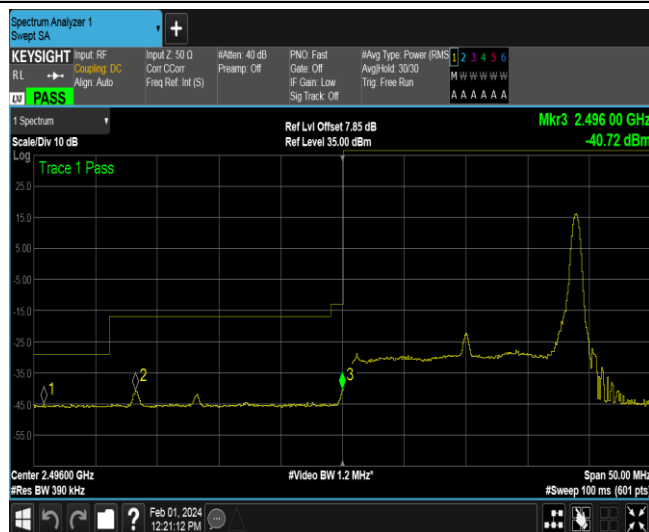 Spectrum Analyzer 1
Swept SA
+
KEYSIGHT Input: RF Input Z: 50 Ω #Atten: 40 dB PNO: Fast #Avg Type: Power (RMS 1 2 3 4 5 6
RL Coupling: DC Corr CCorr Preamp: Off Gate: Off Avg|Hold: 30/30 M W W W W W
Align: Auto Freq Ref: Int (S) IF Gain: Low Trig: Free Run
LXI PASS Sig Track: Off A A A A A A
1 Spectrum Ref Lvl Offset 7.85 dB Mkr3 2.496 00 GHz
Scale/Div 10 dB Ref Level 35.00 dBm -40.72 dBm
Log
Trace 1 Pass
25.0
15.0
5.00
-5.00
-15.0
-25.0
-35.0
-45.0
-55.0
1
2
3
Center 2.49600 GHz #Video BW 1.2 MHz* Span 50.00 MHz
#Res BW 390 kHz #Sweep 100 ms (601 pts)
? Feb 01, 2024
12:21:12 PM